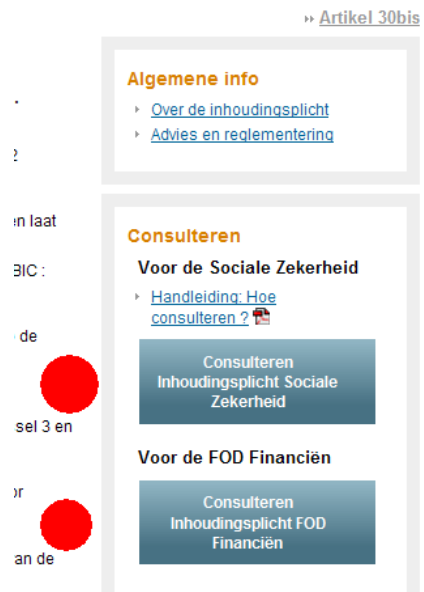 » Artikel 30bis
Algemene info
Over de inhoudingsplicht
Advies en reglementering
.
2
en laat
BIC :
de
sel 3 en
or
an de
Consulteren
Voor de Sociale Zekerheid
Handleiding: Hoe
consulteren ?
Consulteren
Inhoudingsplicht Sociale
Zekerheid
Voor de FOD Financiën
Consulteren
Inhoudingsplicht FOD
Financiën